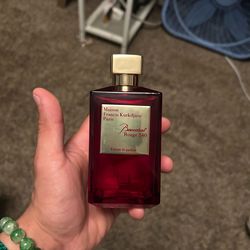 Maison
Francis Kurkdjian
Paris
Baccarat
Rouge 540
Extrait de parfum